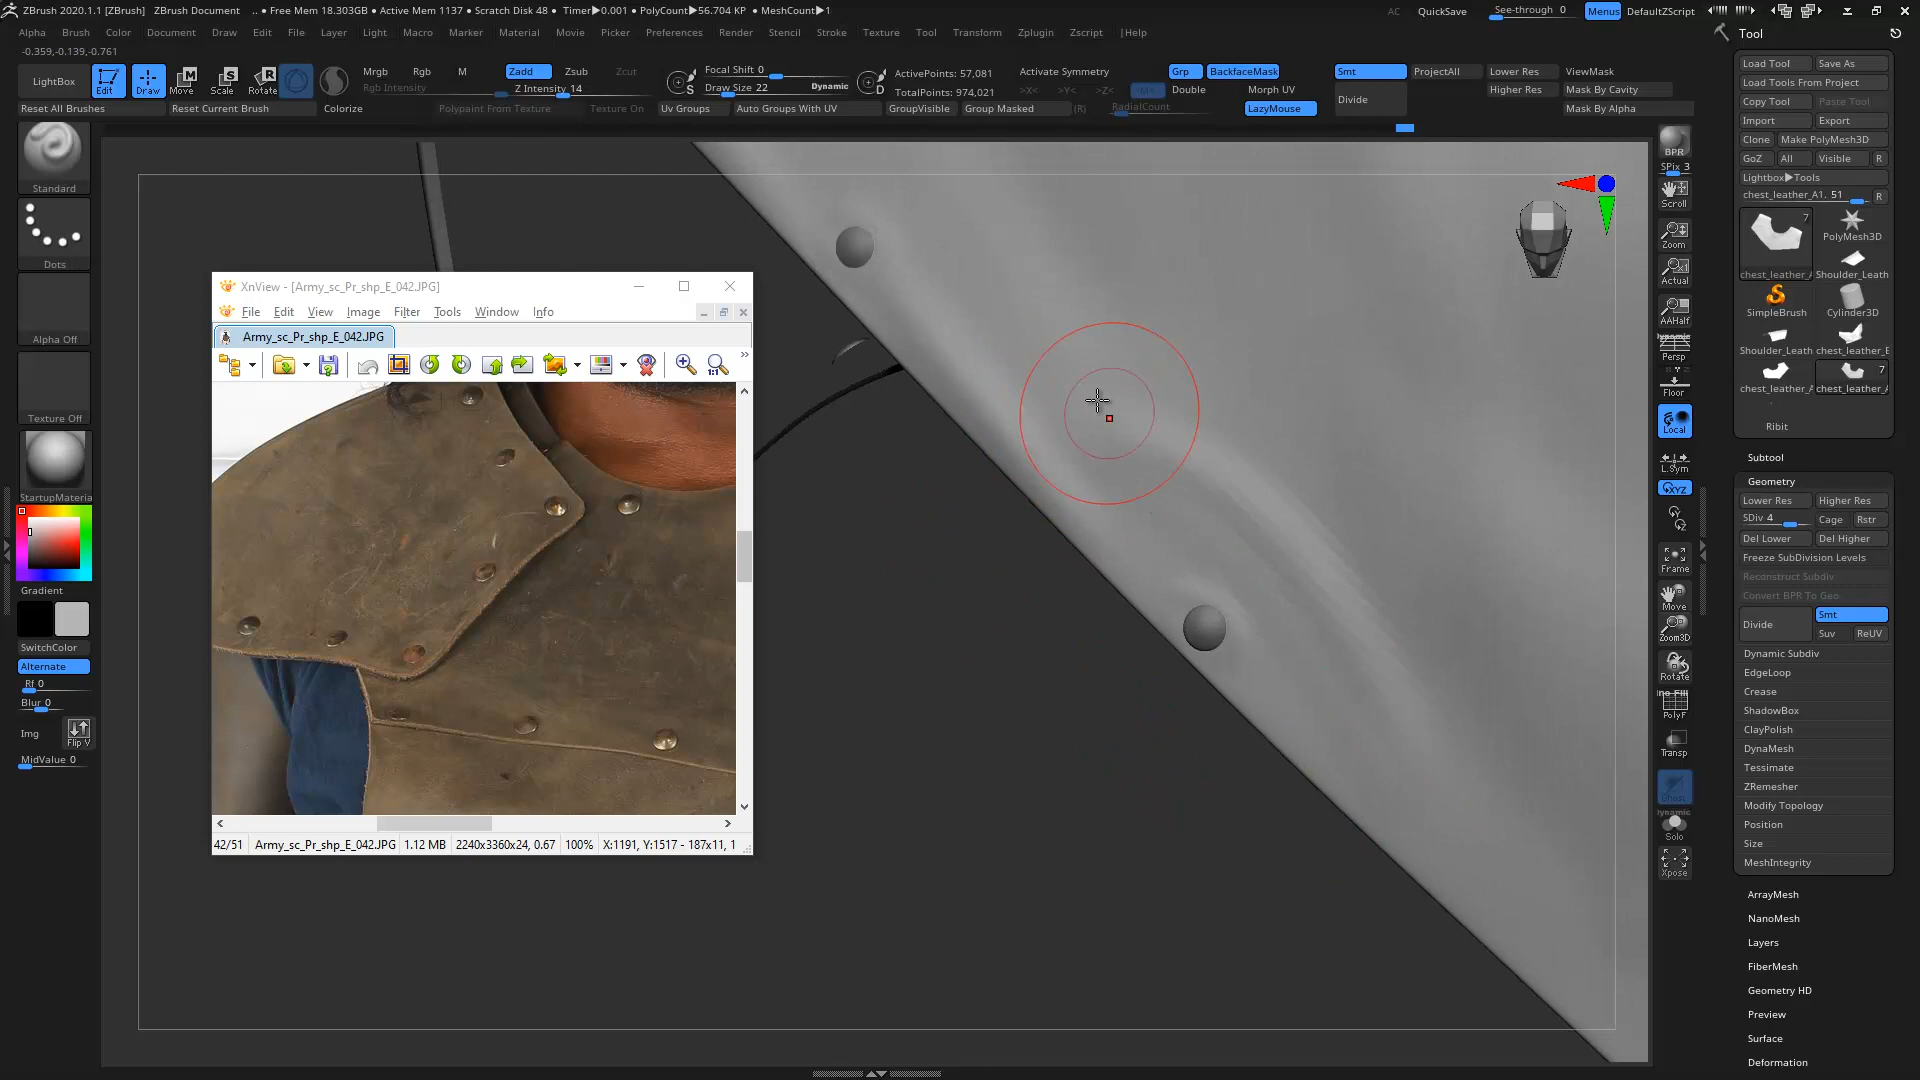 ZBrush 2020.1.1 [ZBrush] ZBrush Document .. • Free Mem 18.303GB • Active Mem 1137 • Scratch Disk 48 • Timer▶0.001 • PolyCount▶56.704 KP • MeshCount▶1 AC QuickSave See-through 0 Menus DefaultZScript
Alpha Brush Color Document Draw Edit File Layer Light Macro Marker Material Movie Picker Preferences Render Stencil Stroke Texture Tool Transform Zplugin Zscript |Help
-0.359,-0.139,-0.761
LightBox Edit Draw Move Scale Rotate
Mrgb Rgb M Zadd Zsub Zcut
Rgb Intensity Z Intensity 14
Focal Shift 0
Draw Size 22 Dynamic
ActivePoints: 57,081
TotalPoints: 974,021
Activate Symmetry
>X< >Y< >Z< >M<
(R) RadialCount
Grp BackfaceMask
Double Morph UV
LazyMouse
Smt ProjectAll Lower Res ViewMask
Divide Higher Res Mask By Cavity
Mask By Alpha
Reset All Brushes Reset Current Brush Colorize Polypaint From Texture Texture On Uv Groups Auto Groups With UV GroupVisible Group Masked
Standard
Dots
Alpha Off
Texture Off
StartupMateria
Gradient
SwitchColor
Alternate
Rf 0
Blur 0
Img Flip V
MidValue 0
XnView - [Army_sc_Pr_shp_E_042.JPG]
File Edit View Image Filter Tools Window Info
Army_sc_Pr_shp_E_042.JPG
42/51 Army_sc_Pr_shp_E_042.JPG 1.12 MB 2240x3360x24, 0.67 100% X:1191, Y:1517 - 187x11, 1
BPR
SPix 3
Scroll
Zoom
Actual
AAHalf
Dynamic
Persp
Floor
Local
L.Sym
XYZ
Frame
Move
Zoom3D
Rotate
PolyF
Transp
Ghost
Dynamic
Solo
Xpose
Tool
Load Tool Save As
Load Tools From Project
Copy Tool Paste Tool
Import Export
Clone Make PolyMesh3D
GoZ All Visible R
Lightbox▶Tools
chest_leather_A1. 51 R
7
chest_leather_A PolyMesh3D
Shoulder_Leath
SimpleBrush Cylinder3D
Shoulder_Leath chest_leather_E
7
chest_leather_A chest_leather_A
Ribit
Subtool
Geometry
Lower Res Higher Res
SDiv 4 Cage Rstr
Del Lower Del Higher
Freeze SubDivision Levels
Reconstruct Subdiv
Convert BPR To Geo
Divide Smt
Suv ReUV
Dynamic Subdiv
EdgeLoop
Crease
ShadowBox
ClayPolish
DynaMesh
Tessimate
ZRemesher
Modify Topology
Position
Size
MeshIntegrity
ArrayMesh
NanoMesh
Layers
FiberMesh
Geometry HD
Preview
Surface
Deformation